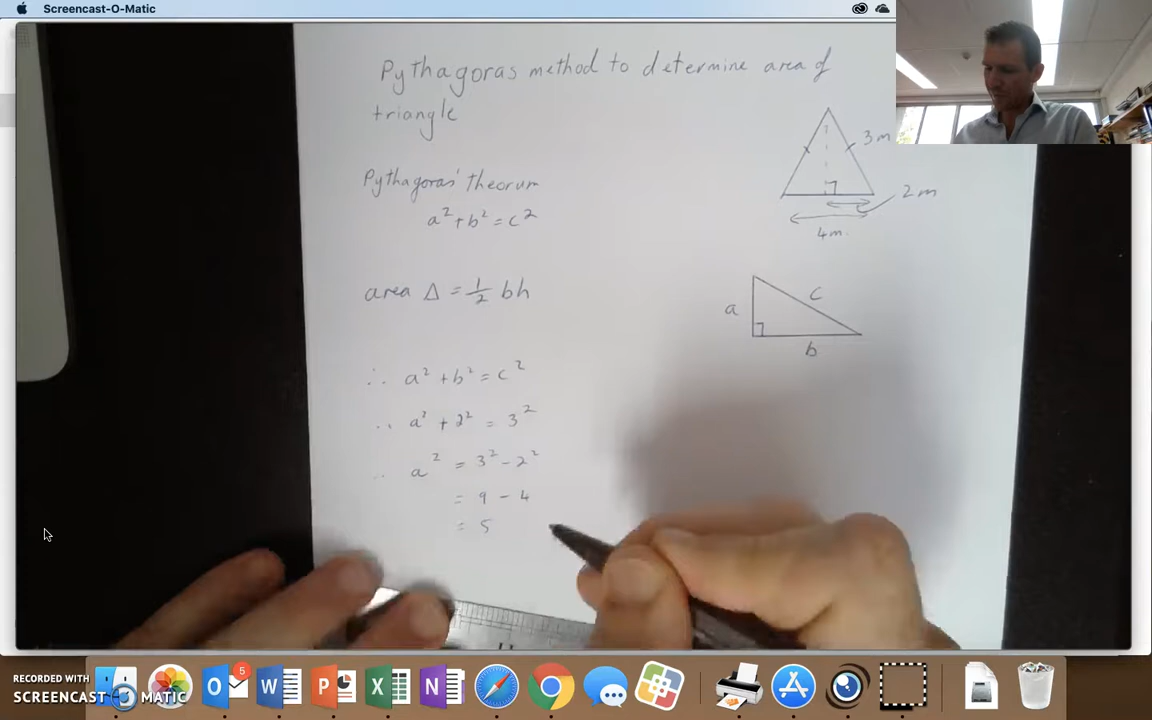 Screencast-O-Matic
Pythagoras method to determine area of
triangle
3m
2m
4m.
Pythagoras' theorum
a² + b² = c²
area Δ = 1/2 bh
a
c
b
∴ a² + b² = c²
∴ a² + 2² = 3²
∴ a² = 3² - 2²
= 9 - 4
= 5
5
W
P
X
N
RECORDED WITH
SCREENCAST-O-MATIC